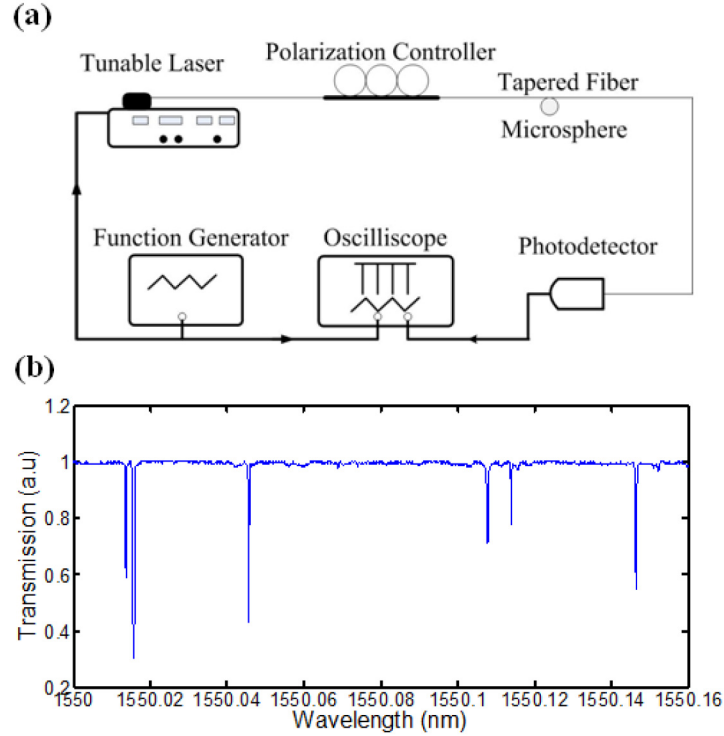 (a)
Polarization Controller
Tunable Laser
Tapered Fiber
Microsphere
Function Generator
Oscilliscope
Photodetector
(b)
1.2
1
0.8
0.6
0.4
0.2
Transmission (a.u)
1550 1550.02 1550.04 1550.06 1550.08 1550.1 1550.12 1550.14 1550.16
Wavelength (nm)